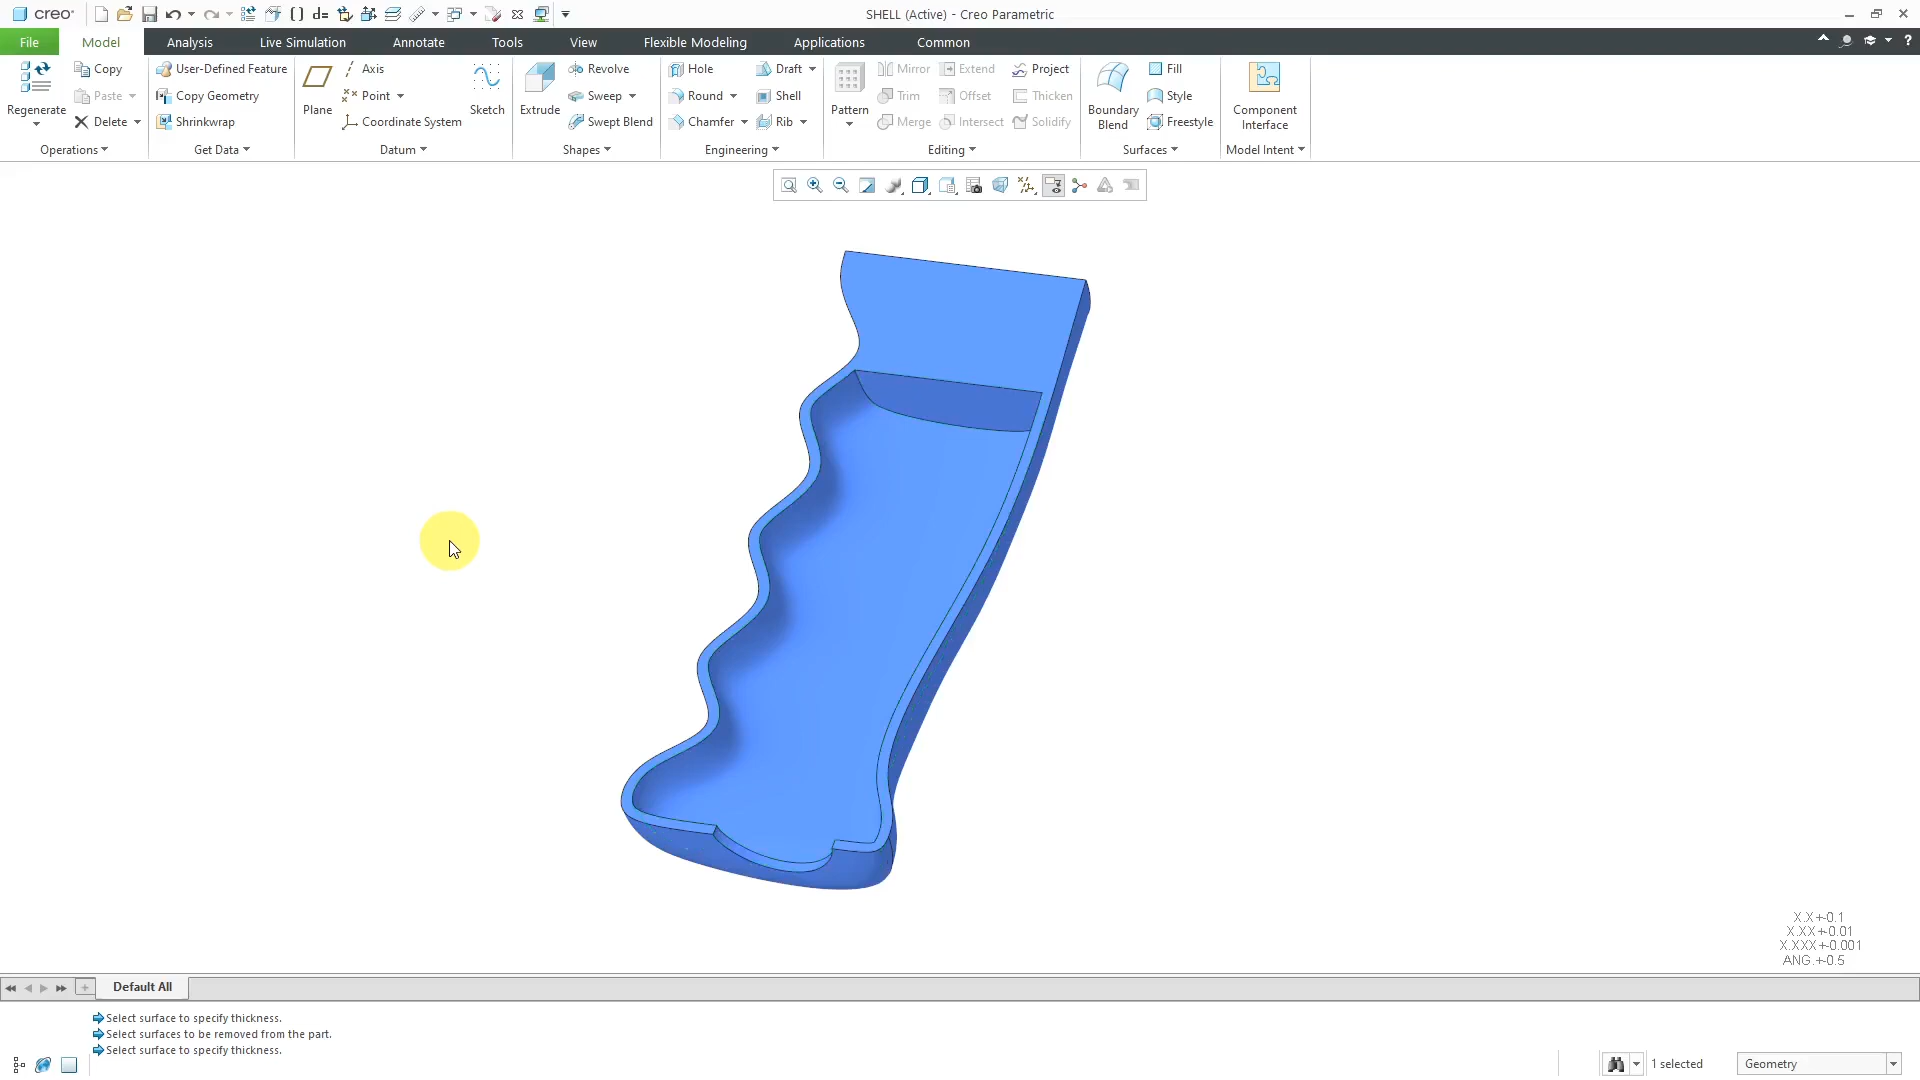 creo
SHELL (Active) - Creo Parametric
File
Model
Analysis
Live Simulation
Annotate
Tools
View
Flexible Modeling
Applications
Common
Regenerate
Copy
Paste
Delete
Operations
User-Defined Feature
Copy Geometry
Shrinkwrap
Get Data
Plane
Axis
Point
Coordinate System
Sketch
Datum
Extrude
Revolve
Sweep
Swept Blend
Shapes
Hole
Round
Chamfer
Draft
Shell
Rib
Engineering
Pattern
Mirror
Trim
Merge
Extend
Offset
Intersect
Project
Thicken
Solidify
Editing
Boundary
Blend
Fill
Style
Freestyle
Surfaces
Component
Interface
Model Intent
X.X+-0.1
X.XX+-0.01
X.XXX+-0.001
ANG.+-0.5
Default All
Select surface to specify thickness.
Select surfaces to be removed from the part.
Select surface to specify thickness.
1 selected
Geometry